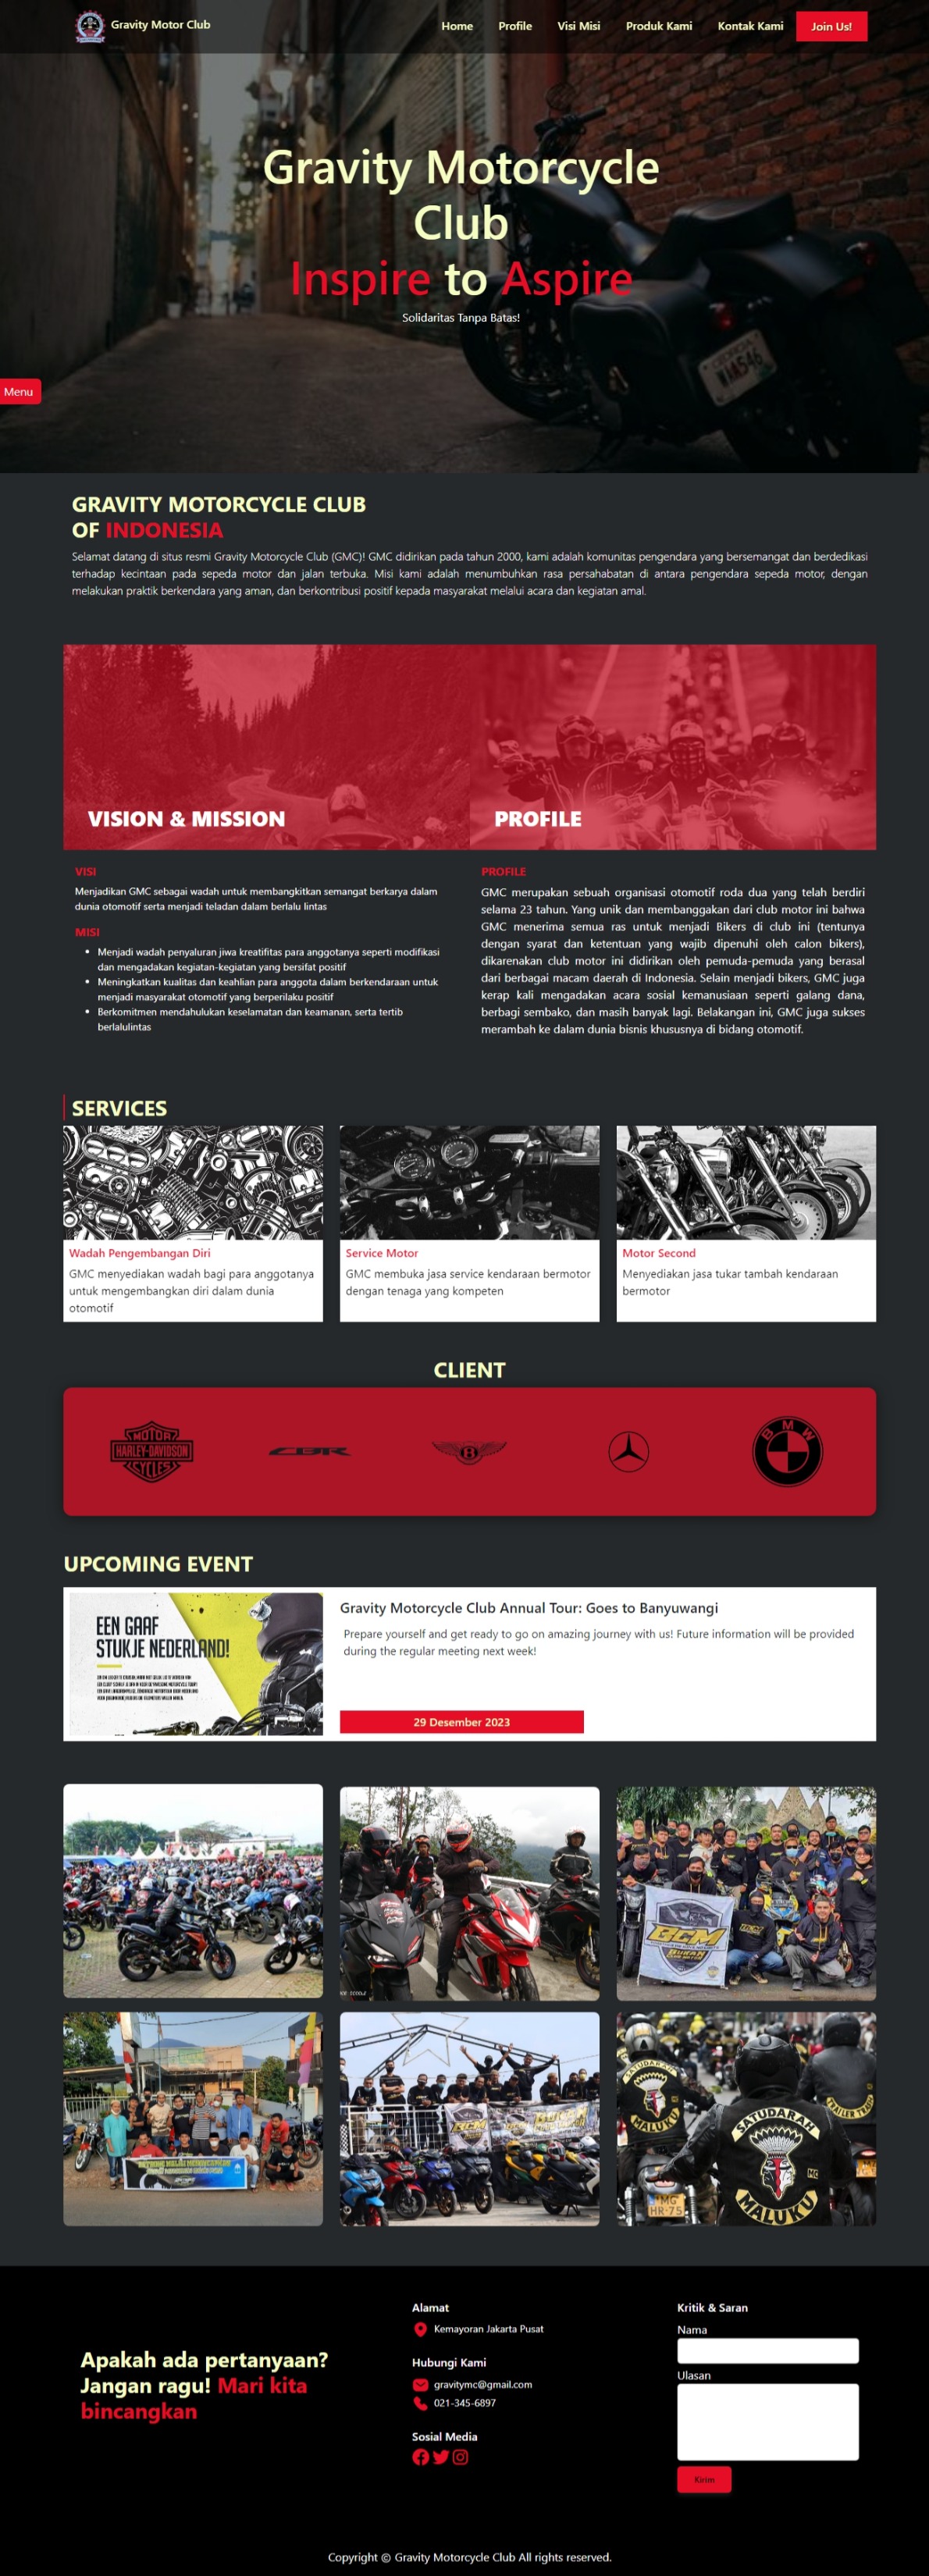 Gravity Motor Club
Home Profile Visi Misi Produk Kami Kontak Kami Join Us!
Gravity Motorcycle
Club
Inspire to Aspire
Solidaritas Tanpa Batas!
Menu
GRAVITY MOTORCYCLE CLUB
OF INDONESIA
Selamat datang di situs resmi Gravity Motorcycle Club (GMC)! GMC didirikan pada tahun 2000, kami adalah komunitas pengendara yang bersemangat dan berdedikasi
terhadap kecintaan pada sepeda motor dan jalan terbuka. Misi kami adalah menumbuhkan rasa persahabatan di antara pengendara sepeda motor, dengan
melakukan praktik berkendara yang aman, dan berkontribusi positif kepada masyarakat melalui acara dan kegiatan amal.
VISION & MISSION
PROFILE
VISI
Menjadikan GMC sebagai wadah untuk membangkitkan semangat berkarya dalam
dunia otomotif serta menjadi teladan dalam berlalu lintas
MISI
Menjadi wadah penyaluran jiwa kreatifitas para anggotanya seperti modifikasi
dan mengadakan kegiatan-kegiatan yang bersifat positif
Meningkatkan kualitas dan keahlian para anggota dalam berkendaraan untuk
menjadi masyarakat otomotif yang berperilaku positif
Berkomitmen mendahulukan keselamatan dan keamanan, serta tertib
berlalulintas
PROFILE
GMC merupakan sebuah organisasi otomotif roda dua yang telah berdiri
selama 23 tahun. Yang unik dan membanggakan dari club motor ini bahwa
GMC menerima semua ras untuk menjadi Bikers di club ini (tentunya
dengan syarat dan ketentuan yang wajib dipenuhi oleh calon bikers),
dikarenakan club motor ini didirikan oleh pemuda-pemuda yang berasal
dari berbagai macam daerah di Indonesia. Selain menjadi bikers, GMC juga
kerap kali mengadakan acara sosial kemanusiaan seperti galang dana,
berbagi sembako, dan masih banyak lagi. Belakangan ini, GMC juga sukses
merambah ke dalam dunia bisnis khususnya di bidang otomotif.
SERVICES
Wadah Pengembangan Diri
GMC menyediakan wadah bagi para anggotanya
untuk mengembangkan diri dalam dunia
otomotif
Service Motor
GMC membuka jasa service kendaraan bermotor
dengan tenaga yang kompeten
Motor Second
Menyediakan jasa tukar tambah kendaraan
bermotor
CLIENT
MOTOR
HARLEY-DAVIDSON
CYCLES
CBR
B
BMW
UPCOMING EVENT
EEN GAAF
STUKJE NEDERLAND!
Gravity Motorcycle Club Annual Tour: Goes to Banyuwangi
Prepare yourself and get ready to go on amazing journey with us! Future information will be provided
during the regular meeting next week!
29 Desember 2023
BCM
BCM
SATUDARAH
MALUKU
SATUDARAH
MC
MALUKU
MG
HR-75
Apakah ada pertanyaan?
Jangan ragu! Mari kita
bincangkan
Alamat
Kemayoran Jakarta Pusat
Hubungi Kami
gravitymc@gmail.com
021-345-6897
Sosial Media
Kritik & Saran
Nama
Ulasan
Kirim
Copyright © Gravity Motorcycle Club All rights reserved.